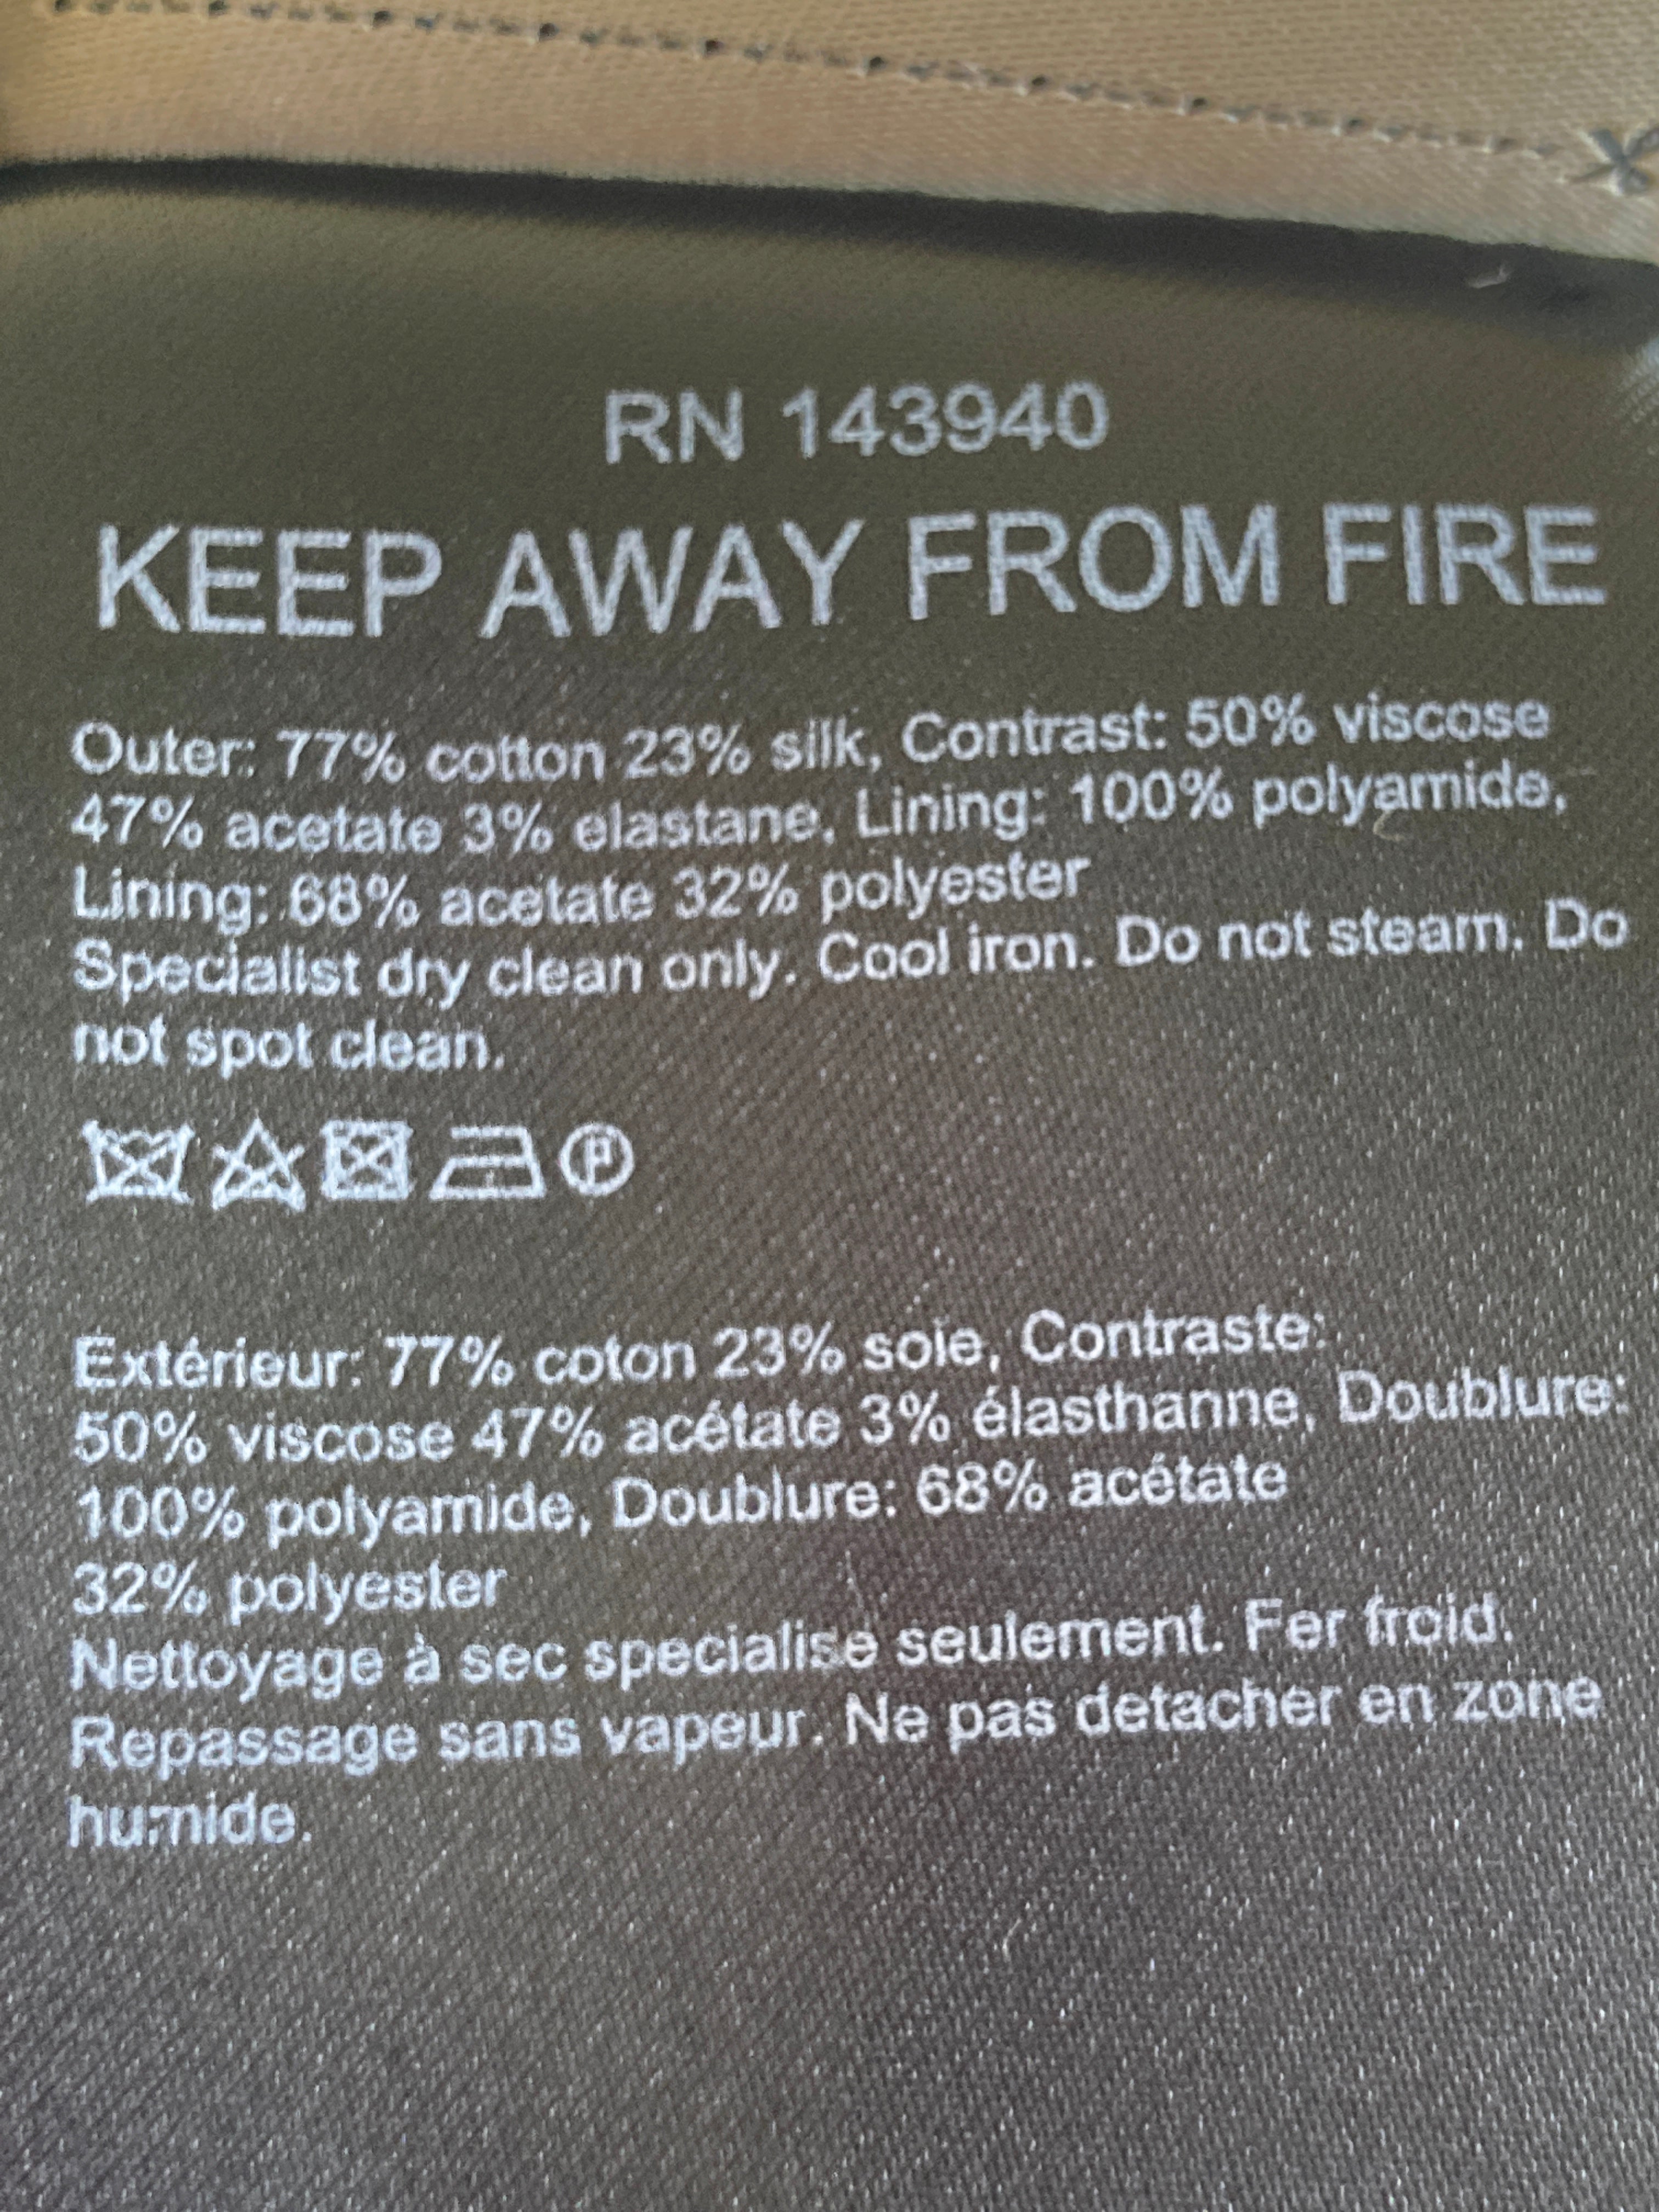 RN 143940
KEEP AWAY FROM FIRE
Outer: 77% cotton 23% silk, Contrast: 50% viscose
47% acetate 3% elastane, Lining: 100% polyamide,
Lining: 68% acetate 32% polyester
Specialist dry clean only. Cool iron. Do not steam. Do
not spot clean.
P
Extérieur: 77% coton 23% soie, Contraste:
50% viscose 47% acétate 3% élasthanne, Doublure:
100% polyamide, Doublure: 68% acétate
32% polyester
Nettoyage à sec specialise seulement. Fer froid.
Repassage sans vapeur. Ne pas detacher en zone
humide.